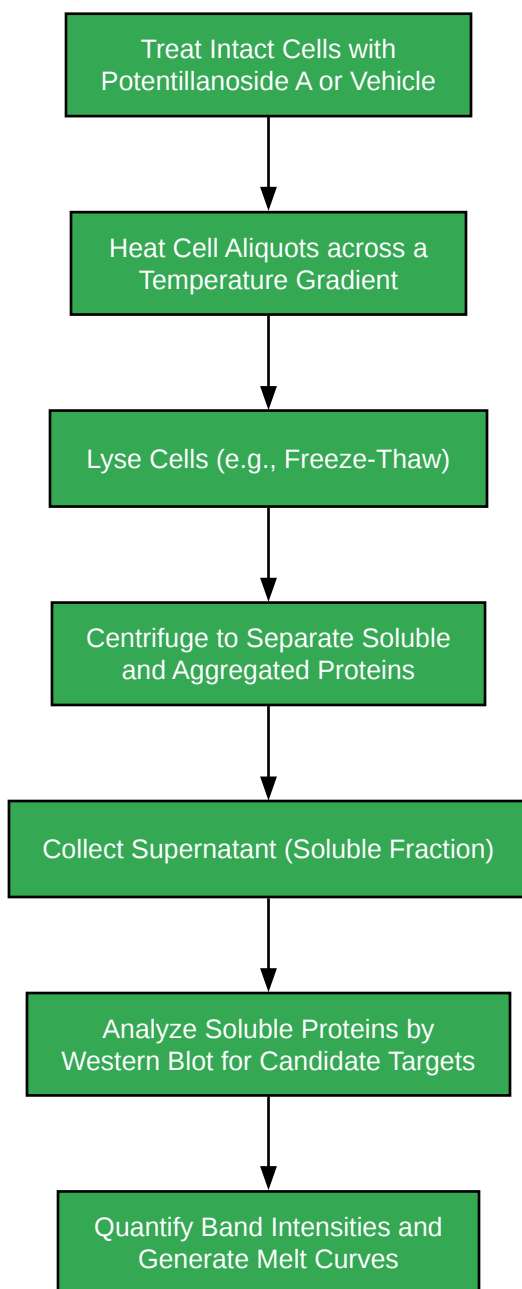 Treat Intact Cells with
Potentillanoside A or Vehicle
Heat Cell Aliquots across a
Temperature Gradient
Lyse Cells (e.g., Freeze-Thaw)
Centrifuge to Separate Soluble
and Aggregated Proteins
Collect Supernatant (Soluble Fraction)
Analyze Soluble Proteins by
Western Blot for Candidate Targets
Quantify Band Intensities and
Generate Melt Curves